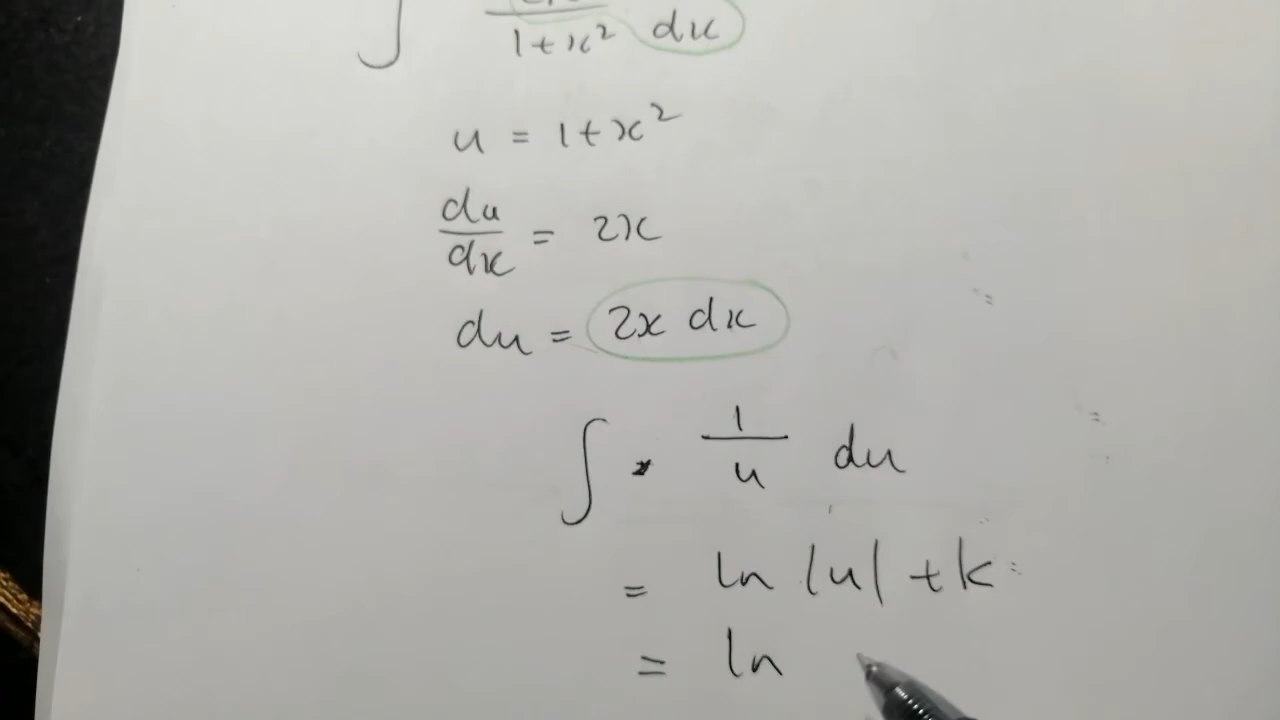 ∫ 1+x² dx
u = 1+x²
du/dx = 2x
du = 2x dx
∫ 1/u du
= ln |u| + k
= ln